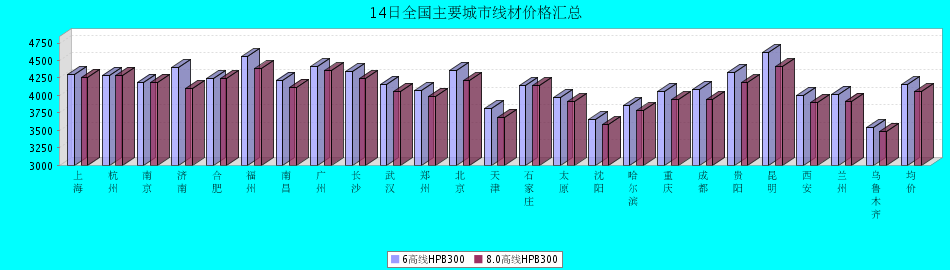 14日全国主要城市线材价格汇总
4750
4500
4250
4000
3750
3500
3250
3000
上海
杭州
南京
济南
合肥
福州
南昌
广州
长沙
武汉
郑州
北京
天津
石家庄
太原
沈阳
哈尔滨
重庆
成都
贵阳
昆明
西安
兰州
乌鲁木齐
均价
6高线HPB300
8.0高线HPB300